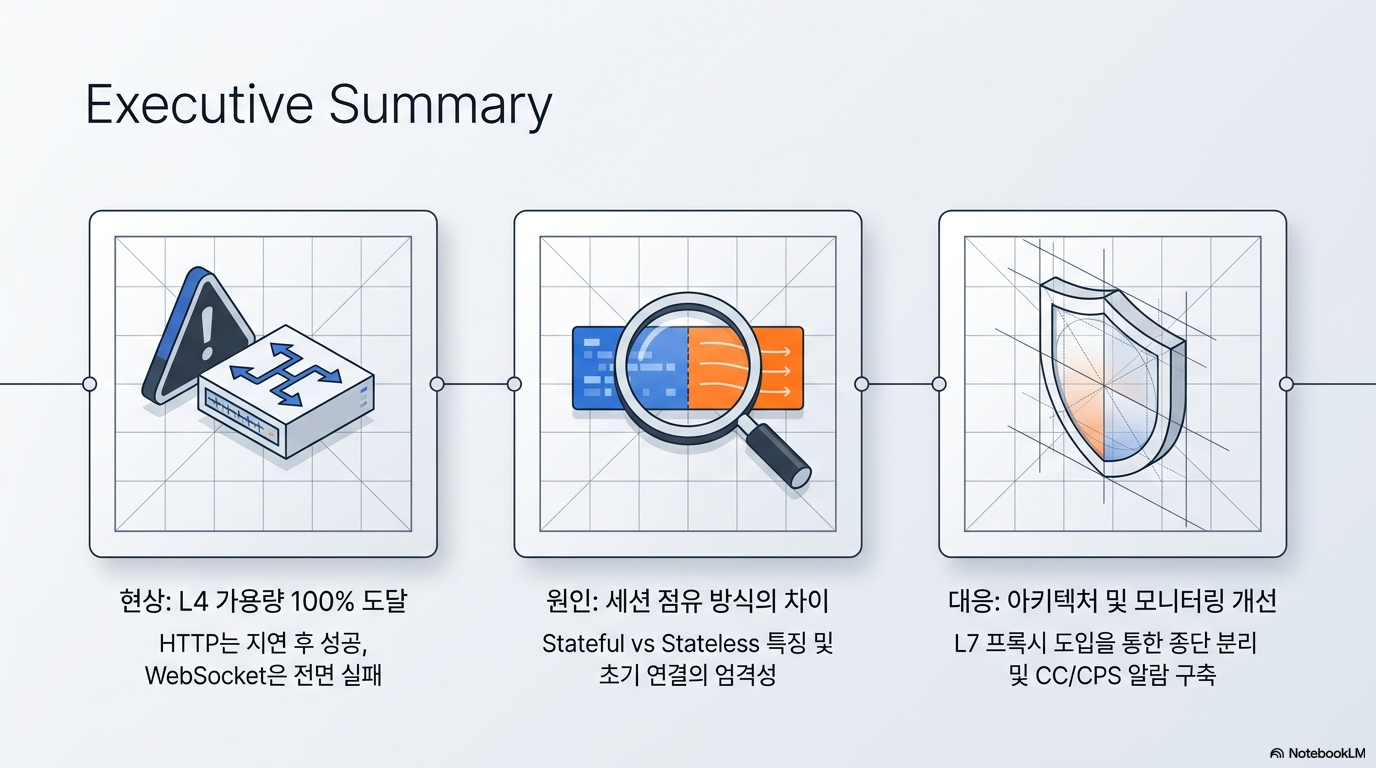 Executive Summary
현상: L4 가용량 100% 도달
HTTP는 지연 후 성공,
WebSocket은 전면 실패
원인: 세션 점유 방식의 차이
Stateful vs Stateless 특징 및
초기 연결의 엄격성
대응: 아키텍처 및 모니터링 개선
L7 프록시 도입을 통한 종단 분리
및 CC/CPS 알람 구축
NotebookLM